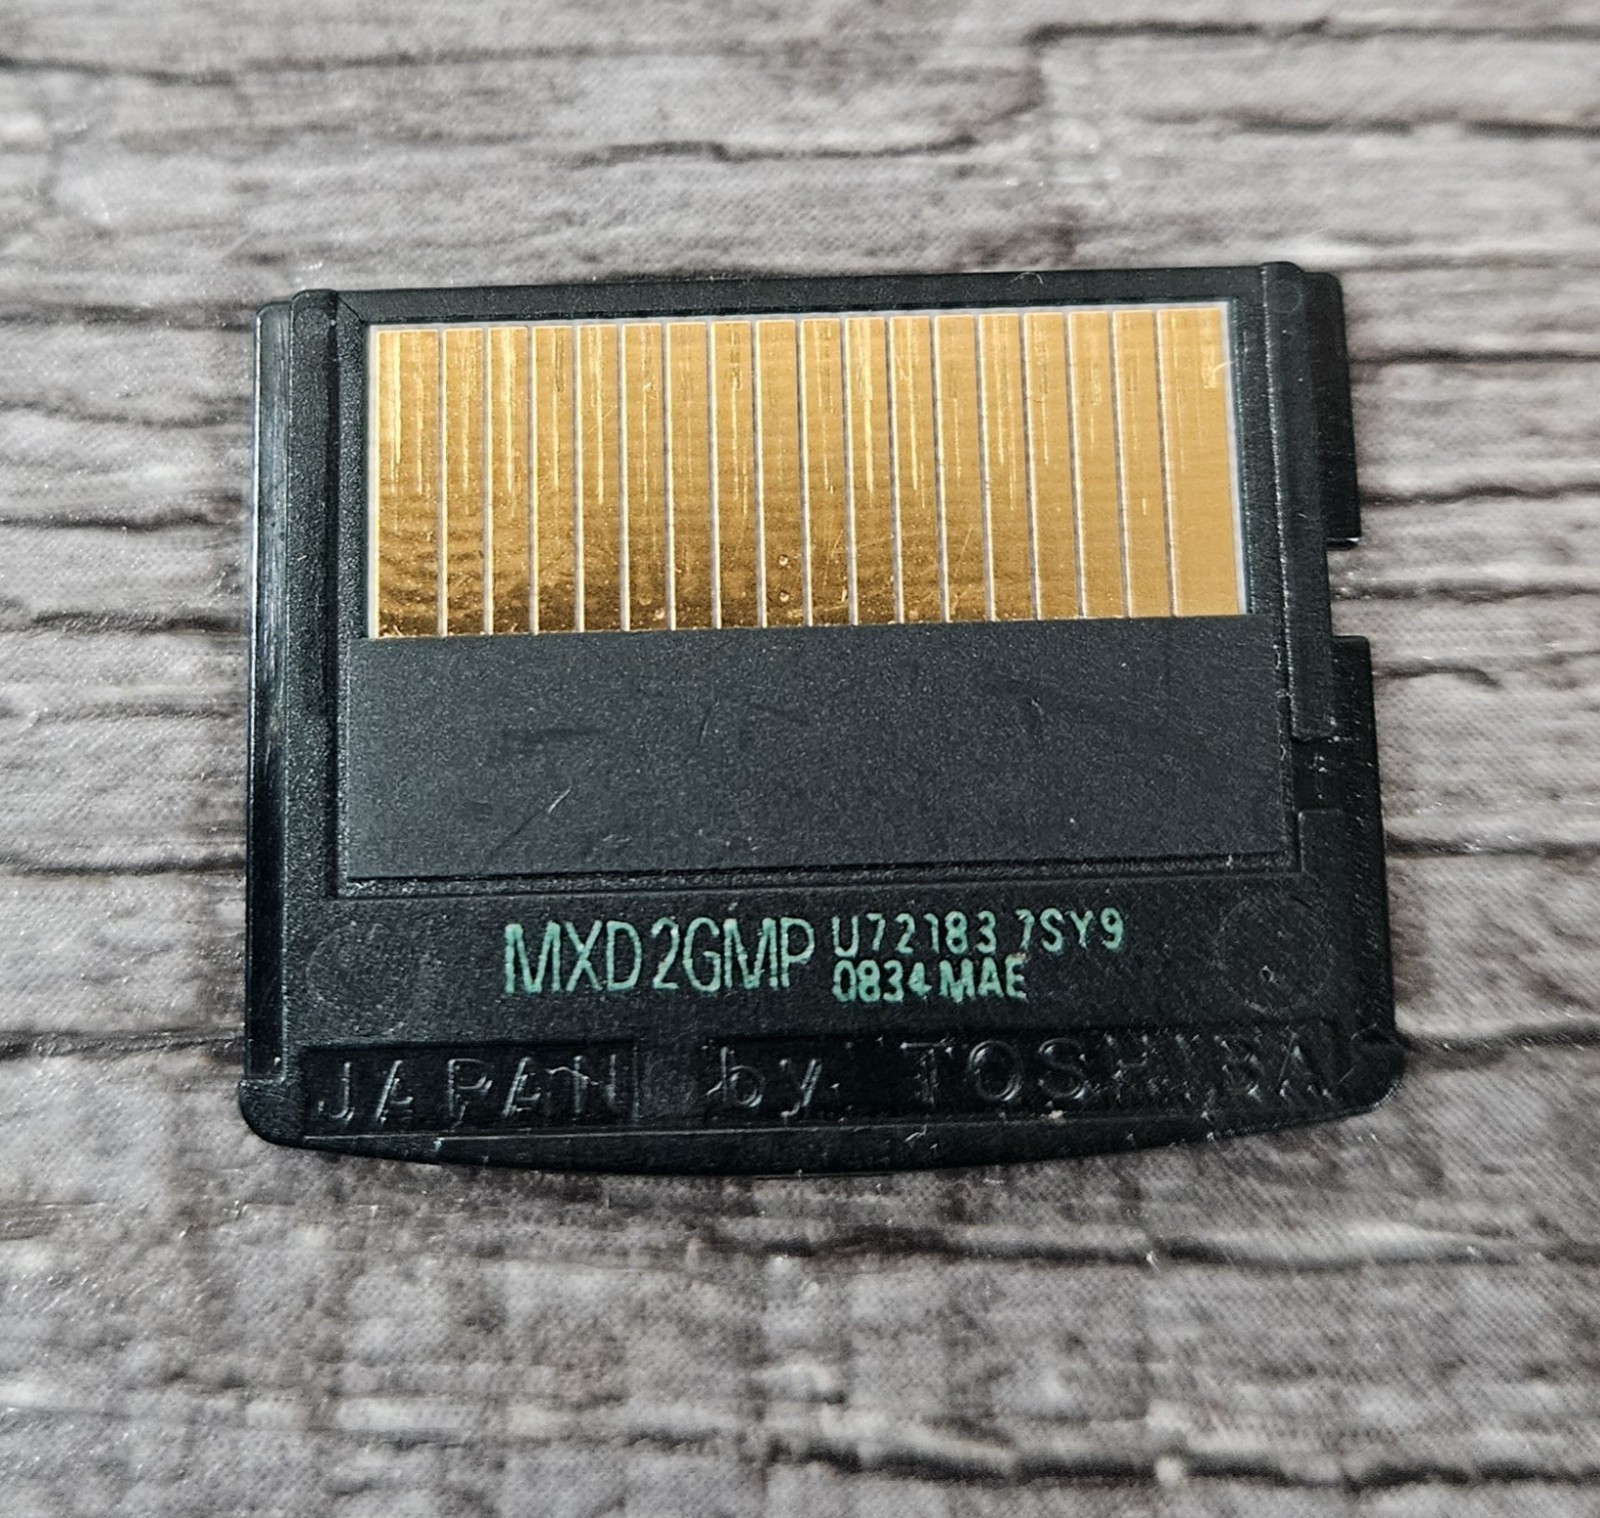 MXD2GMP U72183 7SY9
0834 MAE
JAPAN by TOSHIBA